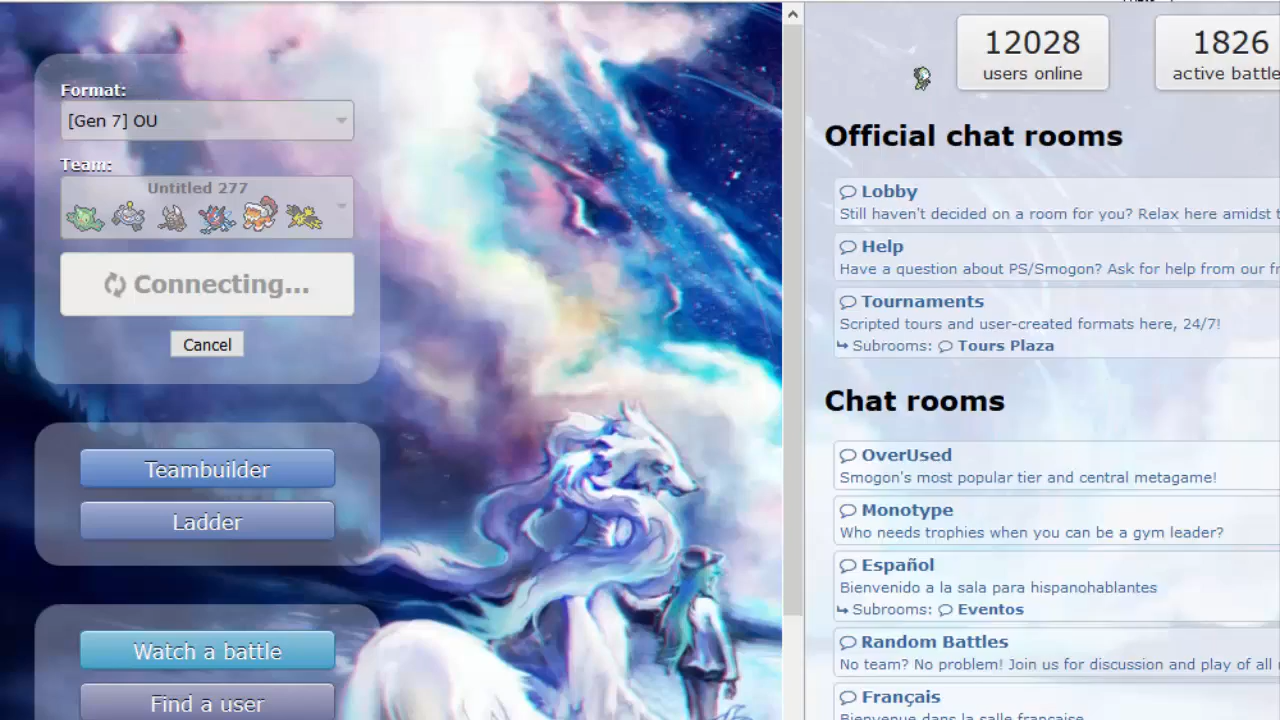 Format:
[Gen 7] OU
Team:
Untitled 277
Connecting...
Cancel
Teambuilder
Ladder
Watch a battle
Find a user
12028
users online
1826
active battle
Official chat rooms
Lobby
Still haven't decided on a room for you? Relax here amidst
Help
Have a question about PS/Smogon? Ask for help from our
Tournaments
Scripted tours and user-created formats here, 24/7!
Subrooms: Tours Plaza
Chat rooms
OverUsed
Smogon's most popular tier and central metagame!
Monotype
Who needs trophies when you can be a gym leader?
Español
Bienvenido a la sala para hispanohablantes
Subrooms: Eventos
Random Battles
No team? No problem! Join us for discussion and play of all
Français
Bienvenue dans la salle française